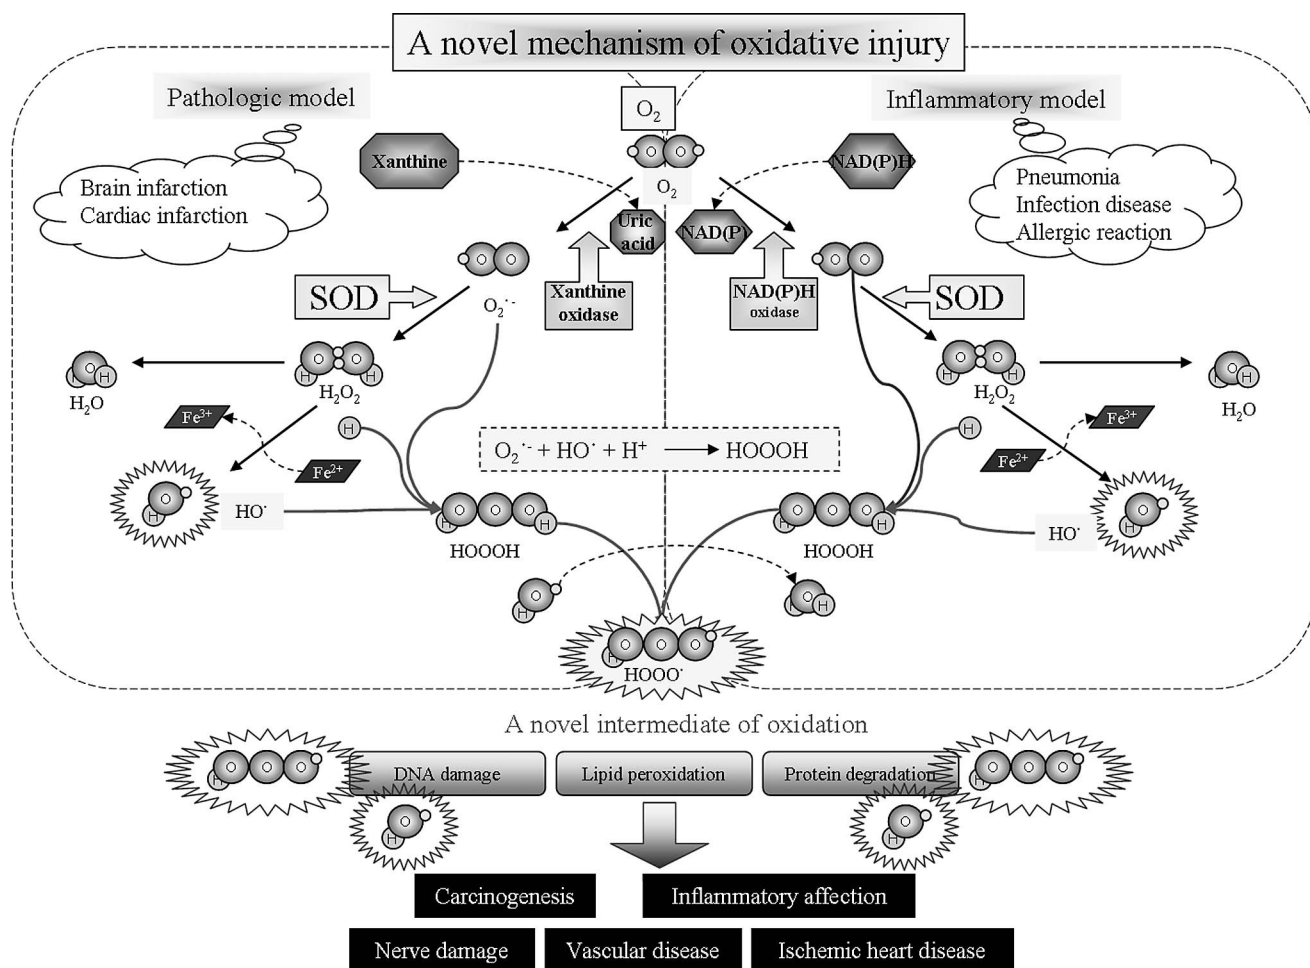 A novel mechanism of oxidative injury
Pathologic model
O₂
Inflammatory model
Xanthine
O O
NAD(P)H
Brain infarction
Cardiac infarction
O₂
Pneumonia
Infection disease
Allergic reaction
Uric
acid
NAD(P)
O O
O O
SOD
O₂˙⁻
Xanthine
oxidase
NAD(P)H
oxidase
SOD
H O H
H₂O
H O O H
H₂O₂
H O O H
H₂O₂
H O H
H₂O
Fe³⁺
H
H
Fe³⁺
O₂˙⁻ + HO˙ + H⁺ → HOOOH
Fe²⁺
Fe²⁺
H O
HO˙
H O O O H
HOOOH
H O O O H
HOOOH
HO˙
H O
H O
H O H
H O O O
HOOO˙
A novel intermediate of oxidation
H O O O
DNA damage
Lipid peroxidation
Protein degradation
H O O O
H O
H O
Carcinogenesis
Inflammatory affection
Nerve damage
Vascular disease
Ischemic heart disease